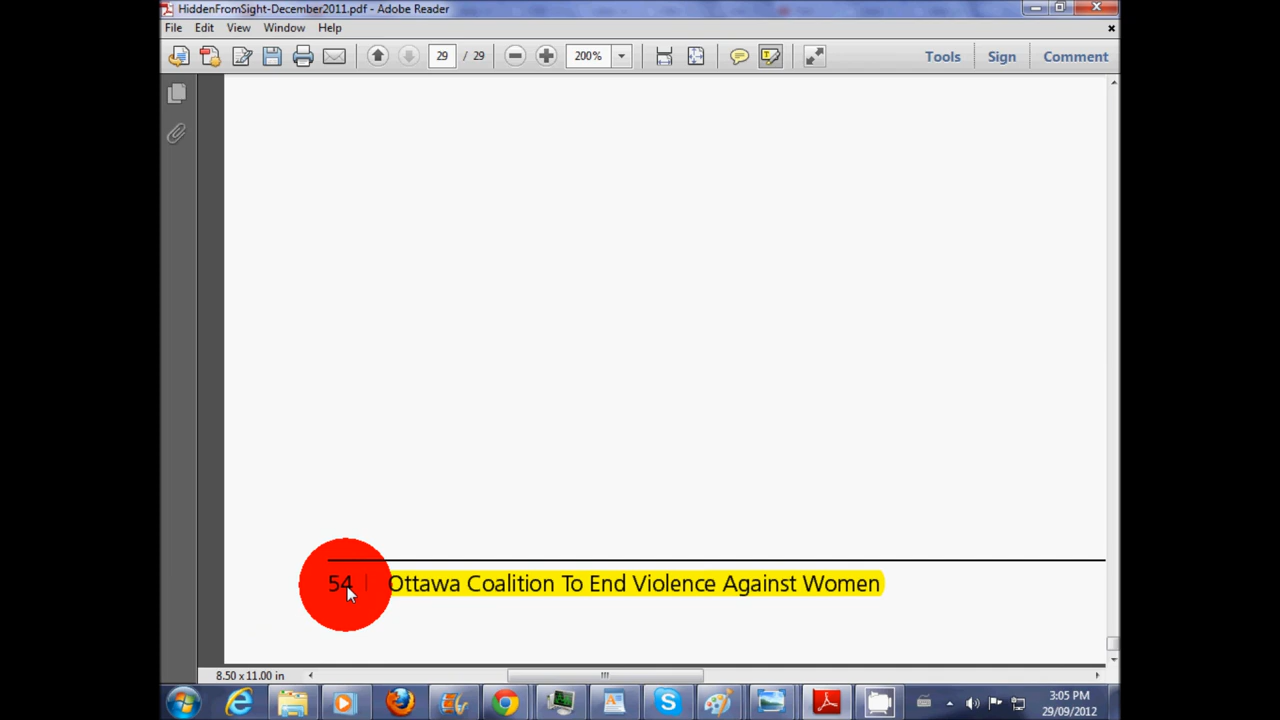 HiddenFromSight-December2011.pdf - Adobe Reader
File Edit View Window Help
29 / 29 200% Tools Sign Comment
54 | Ottawa Coalition To End Violence Against Women
8.50 x 11.00 in
3:05 PM
29/09/2012